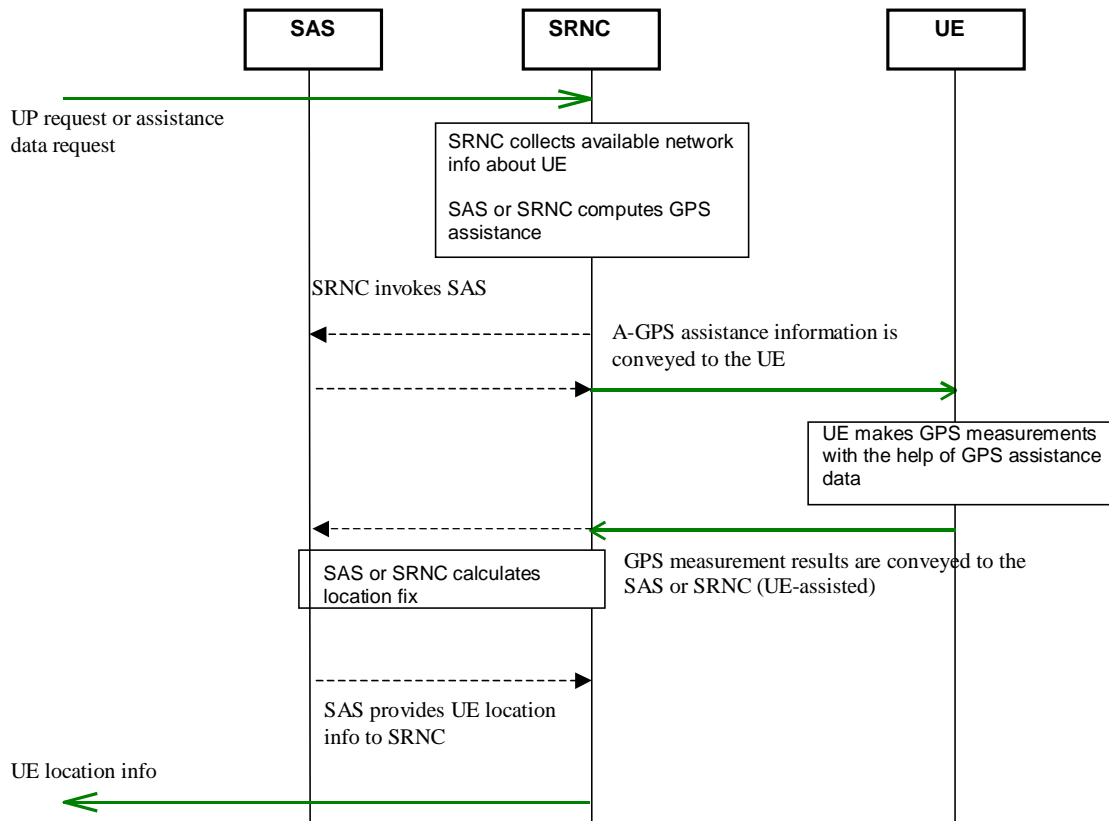 SAS
SRNC
UE
UP request or assistance
data request
SRNC collects available network
info about UE
SAS or SRNC computes GPS
assistance
SRNC invokes SAS
A-GPS assistance information is
conveyed to the UE
UE makes GPS measurements
with the help of GPS assistance
data
GPS measurement results are conveyed to the
SAS or SRNC (UE-assisted)
SAS or SRNC calculates
location fix
SAS provides UE location
info to SRNC
UE location info